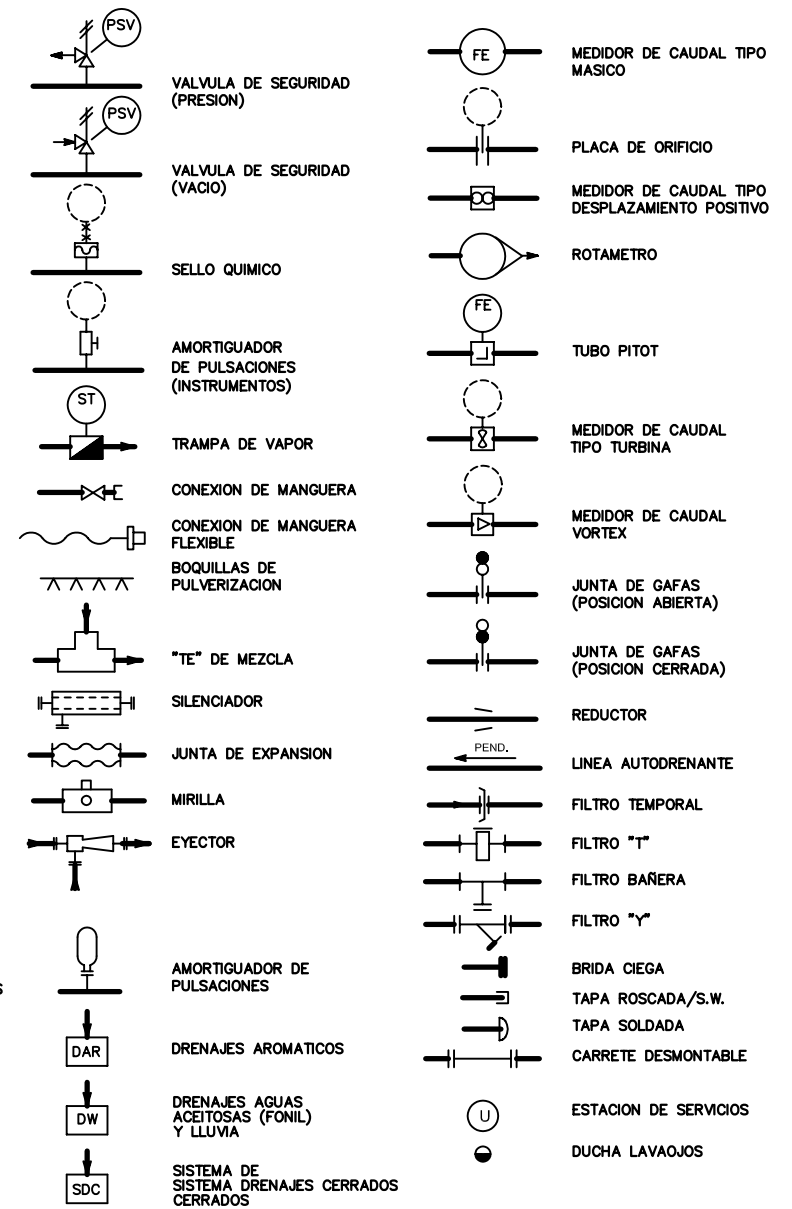 PSV
VALVULA DE SEGURIDAD
(PRESION)
PSV
VALVULA DE SEGURIDAD
(VACIO)
SELLO QUIMICO
AMORTIGUADOR
DE PULSACIONES
(INSTRUMENTOS)
ST
TRAMPA DE VAPOR
CONEXION DE MANGUERA
CONEXION DE MANGUERA
FLEXIBLE
BOQUILLAS DE
PULVERIZACION
"TE" DE MEZCLA
SILENCIADOR
JUNTA DE EXPANSION
MIRILLA
EYECTOR
S
AMORTIGUADOR DE
PULSACIONES
DAR
DRENAJES AROMATICOS
DW
DRENAJES AGUAS
ACEITOSAS (FONIL)
Y LLUVIA
SDC
SISTEMA DE
SISTEMA DRENAJES CERRADOS
CERRADOS
FE
MEDIDOR DE CAUDAL TIPO
MASICO
PLACA DE ORIFICIO
MEDIDOR DE CAUDAL TIPO
DESPLAZAMIENTO POSITIVO
ROTAMETRO
FE
TUBO PITOT
MEDIDOR DE CAUDAL
TIPO TURBINA
MEDIDOR DE CAUDAL
VORTEX
JUNTA DE GAFAS
(POSICION ABIERTA)
JUNTA DE GAFAS
(POSICION CERRADA)
REDUCTOR
PEND.
LINEA AUTODRENANTE
FILTRO TEMPORAL
FILTRO "T"
FILTRO BAÑERA
FILTRO "Y"
BRIDA CIEGA
TAPA ROSCADA/S.W.
TAPA SOLDADA
CARRETE DESMONTABLE
U
ESTACION DE SERVICIOS
DUCHA LAVAOJOS